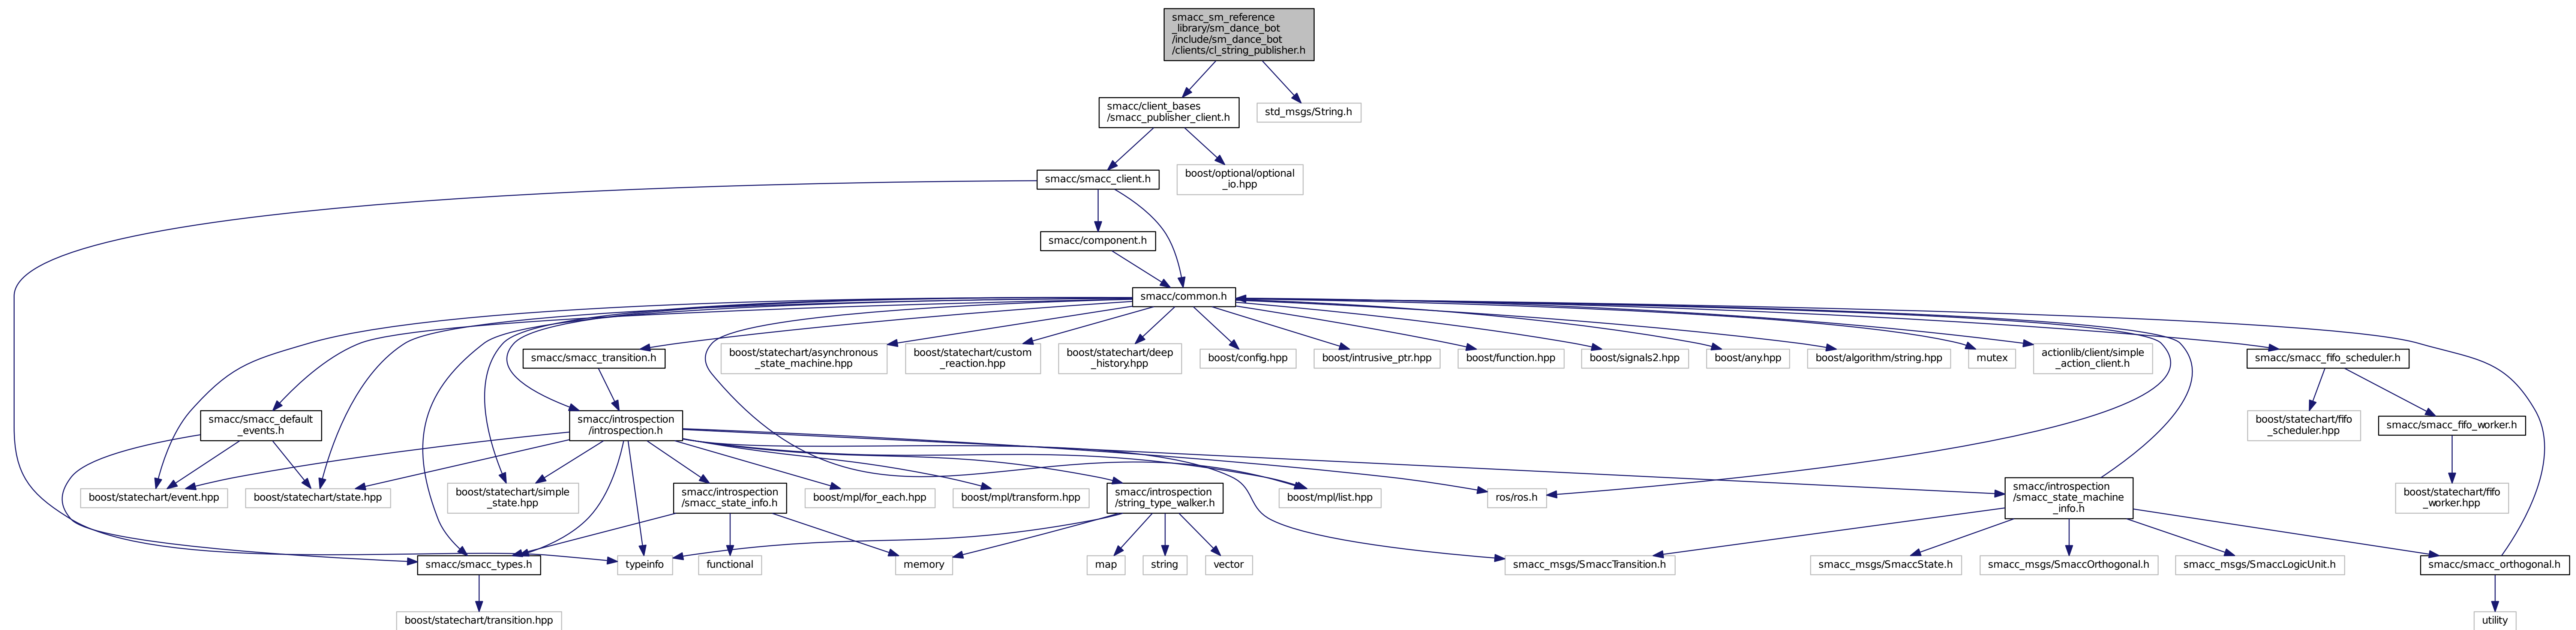 smacc_sm_reference
_library/sm_dance_bot
/include/sm_dance_bot
/clients/cl_string_publisher.h
smacc/client_bases
/smacc_publisher_client.h
std_msgs/String.h
smacc/smacc_client.h
boost/optional/optional
_io.hpp
smacc/component.h
smacc/common.h
smacc/smacc_transition.h
boost/statechart/asynchronous
_state_machine.hpp
boost/statechart/custom
_reaction.hpp
boost/statechart/deep
_history.hpp
boost/config.hpp
boost/intrusive_ptr.hpp
boost/function.hpp
boost/signals2.hpp
boost/any.hpp
boost/algorithm/string.hpp
mutex
actionlib/client/simple
_action_client.h
smacc/smacc_fifo_scheduler.h
smacc/smacc_default
_events.h
smacc/introspection
/introspection.h
boost/statechart/fifo
_scheduler.hpp
smacc/smacc_fifo_worker.h
boost/statechart/event.hpp
boost/statechart/state.hpp
boost/statechart/simple
_state.hpp
smacc/introspection
/smacc_state_info.h
boost/mpl/for_each.hpp
boost/mpl/transform.hpp
smacc/introspection
/string_type_walker.h
boost/mpl/list.hpp
ros/ros.h
smacc/introspection
/smacc_state_machine
_info.h
boost/statechart/fifo
_worker.hpp
smacc/smacc_types.h
typeinfo
functional
memory
map
string
vector
smacc_msgs/SmaccTransition.h
smacc_msgs/SmaccState.h
smacc_msgs/SmaccOrthogonal.h
smacc_msgs/SmaccLogicUnit.h
smacc/smacc_orthogonal.h
boost/statechart/transition.hpp
utility